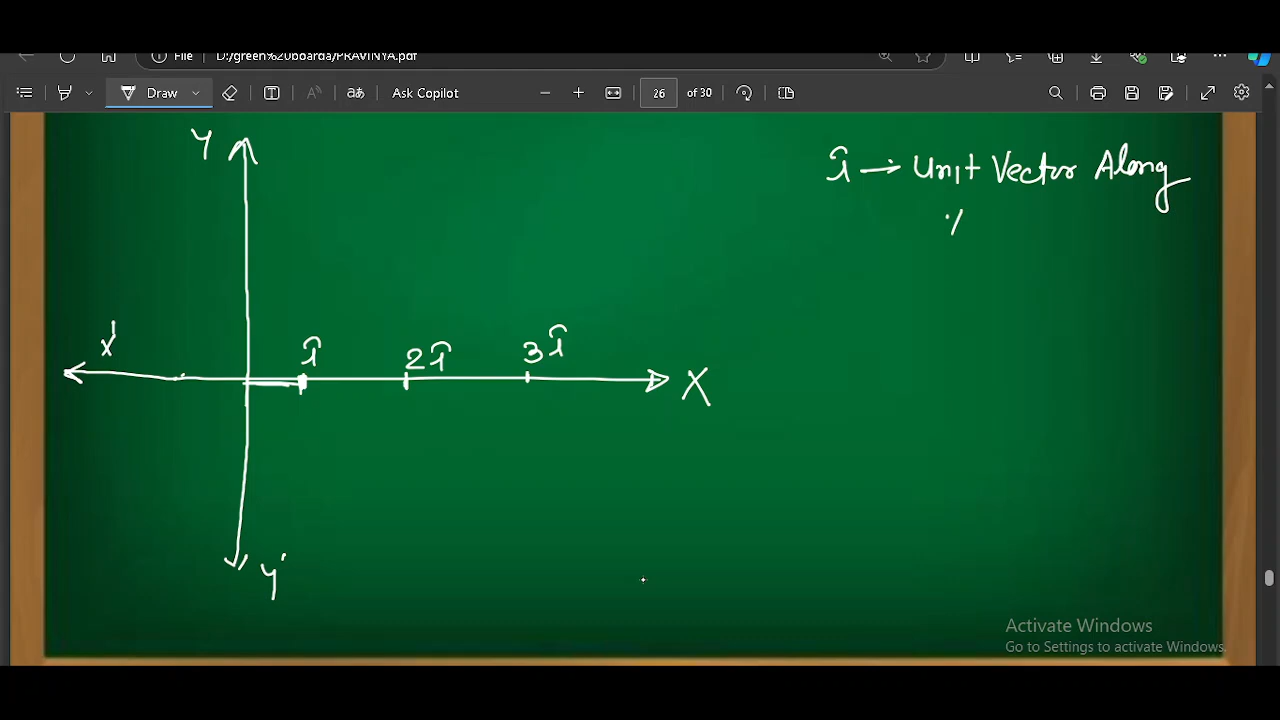 File D:/green%20boarda/PRAVINYA.pdf
Draw Ask Copilot 26 of 30
Y
î → Unit Vector Along
X'
î 2î 3î
X
Y'
Activate Windows
Go to Settings to activate Windows.